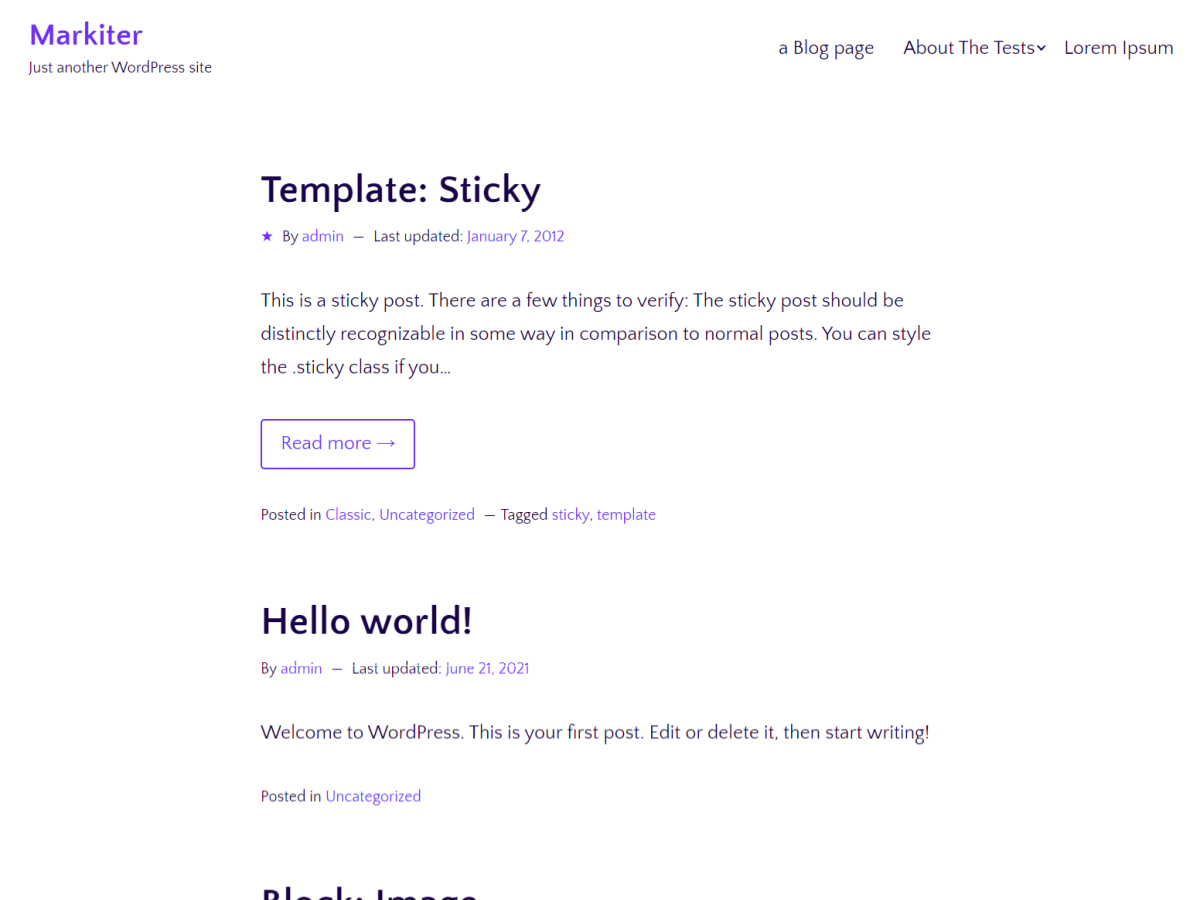 Markiter
Just another WordPress site
a Blog page About The Tests Lorem Ipsum
Template: Sticky
★ By admin — Last updated: January 7, 2012
This is a sticky post. There are a few things to verify: The sticky post should be
distinctly recognizable in some way in comparison to normal posts. You can style
the .sticky class if you…
Read more →
Posted in Classic, Uncategorized — Tagged sticky, template
Hello world!
By admin — Last updated: June 21, 2021
Welcome to WordPress. This is your first post. Edit or delete it, then start writing!
Posted in Uncategorized
Block: Image